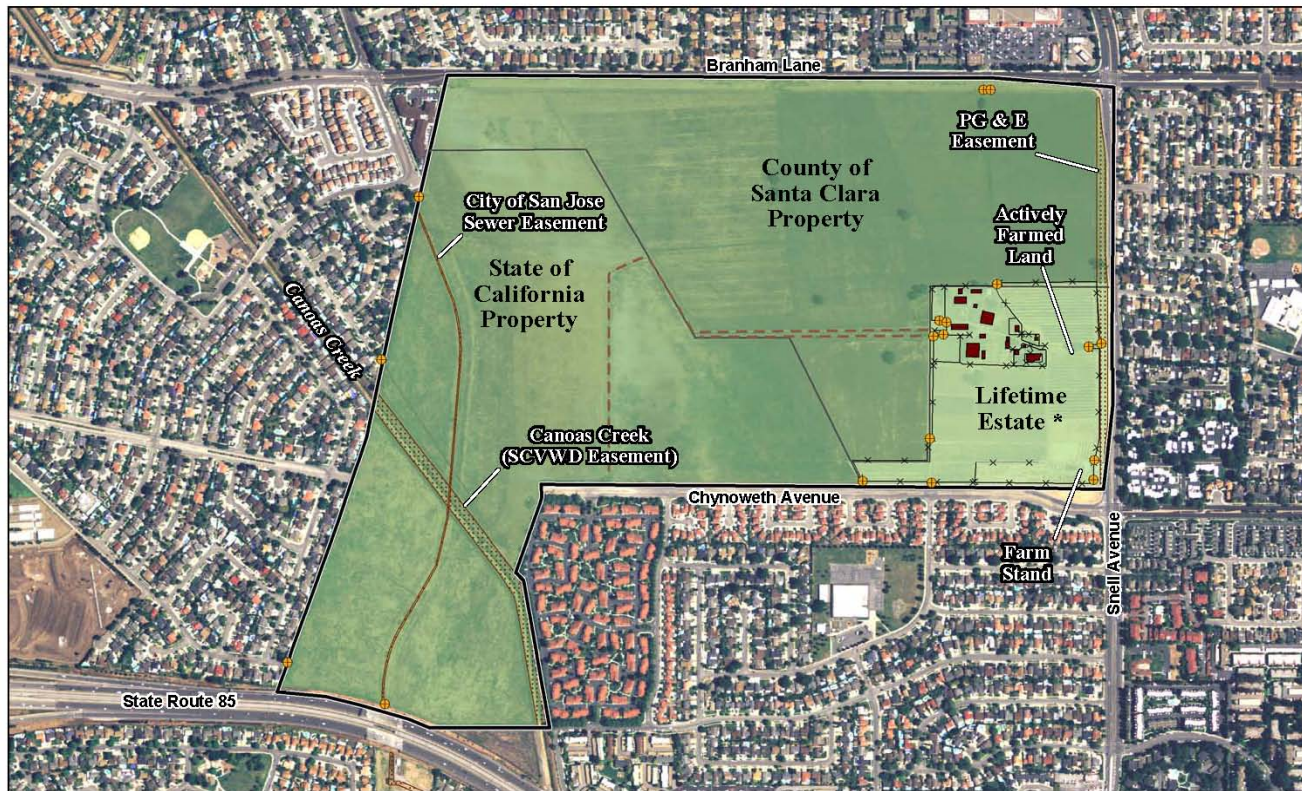 Branham Lane
PG & E
Easement
County of
Santa Clara
Property
City of San Jose
Sewer Easement
Actively
Farmed
Land
State of
California
Property
Canoas Creek
Lifetime
Estate *
Canoas Creek
(SCVWD Easement)
Chynoweth Avenue
Farm
Stand
Snell Avenue
State Route 85